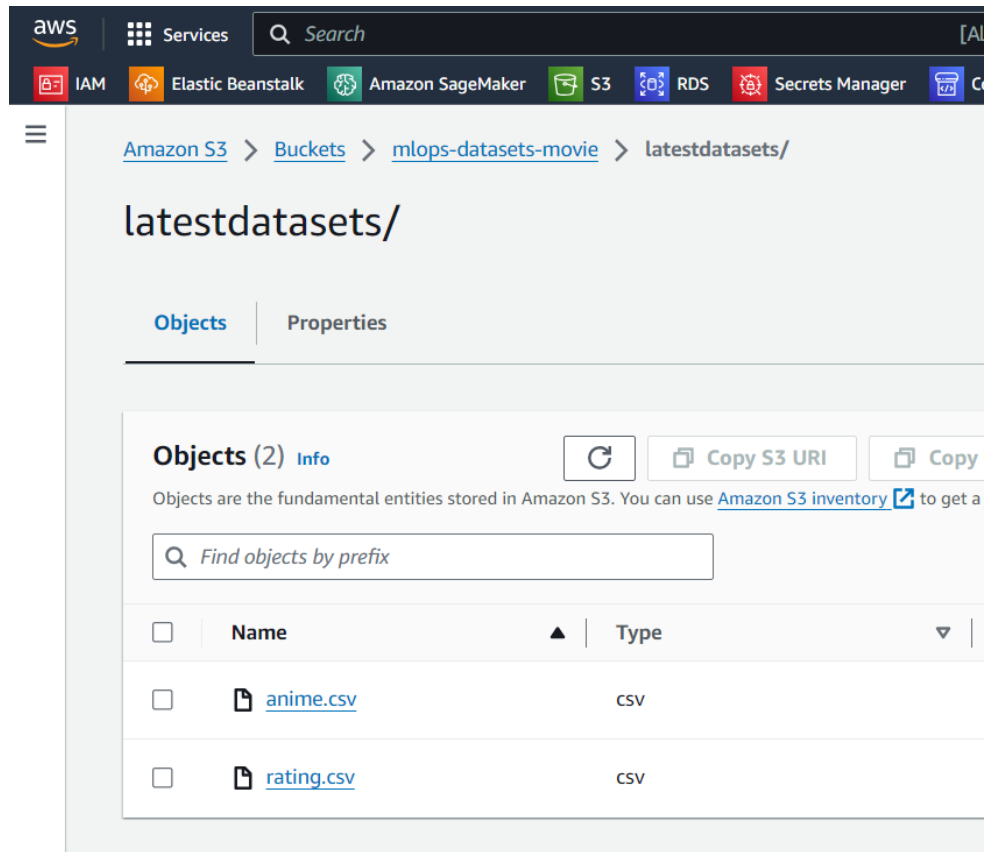 aws Services Search [Al
IAM Elastic Beanstalk Amazon SageMaker S3 RDS Secrets Manager Co
Amazon S3 > Buckets > mlops-datasets-movie > latestdatasets/
latestdatasets/
Objects Properties
Objects (2) Info Copy S3 URI Copy
Objects are the fundamental entities stored in Amazon S3. You can use Amazon S3 inventory to get a
Find objects by prefix
Name Type
anime.csv csv
rating.csv csv